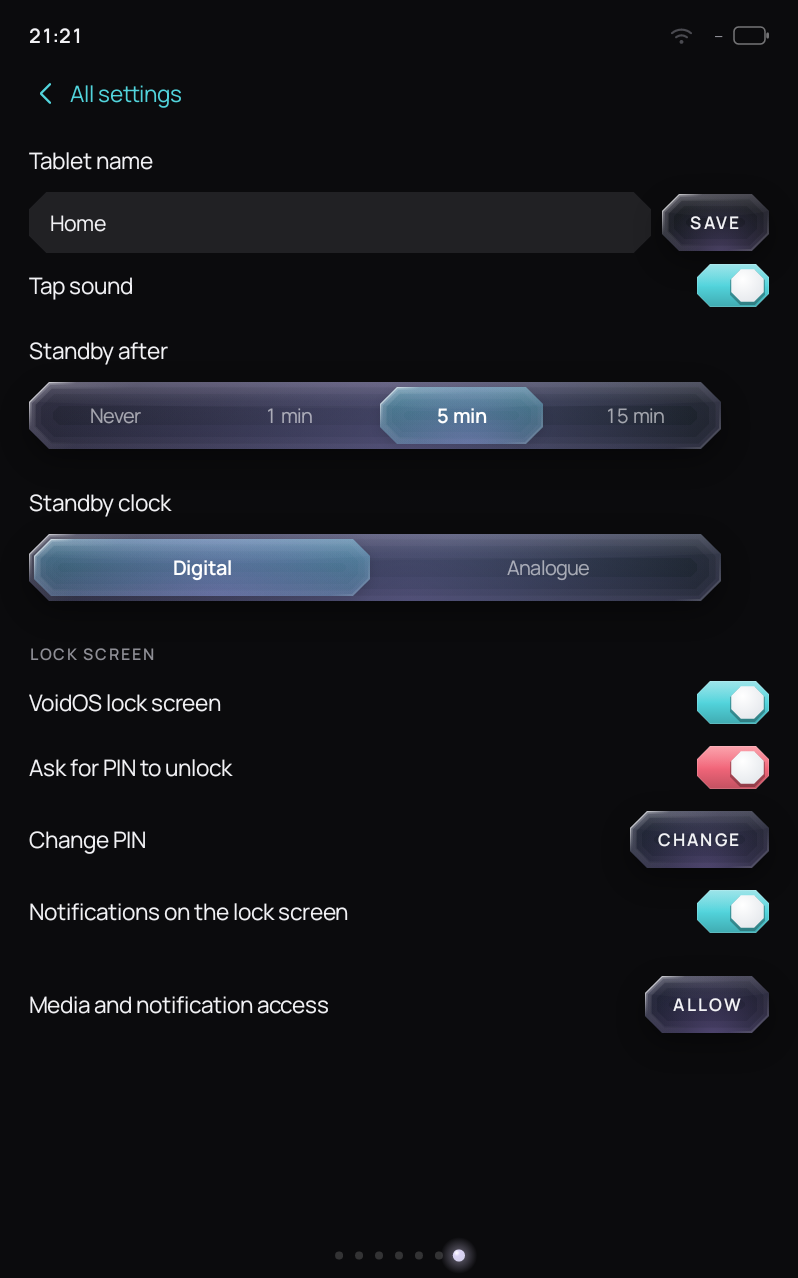 21:21
All settings
Tablet name
Home
SAVE
Tap sound
Standby after
Never 1 min 5 min 15 min
Standby clock
Digital Analogue
LOCK SCREEN
VoidOS lock screen
Ask for PIN to unlock
Change PIN CHANGE
Notifications on the lock screen
Media and notification access ALLOW